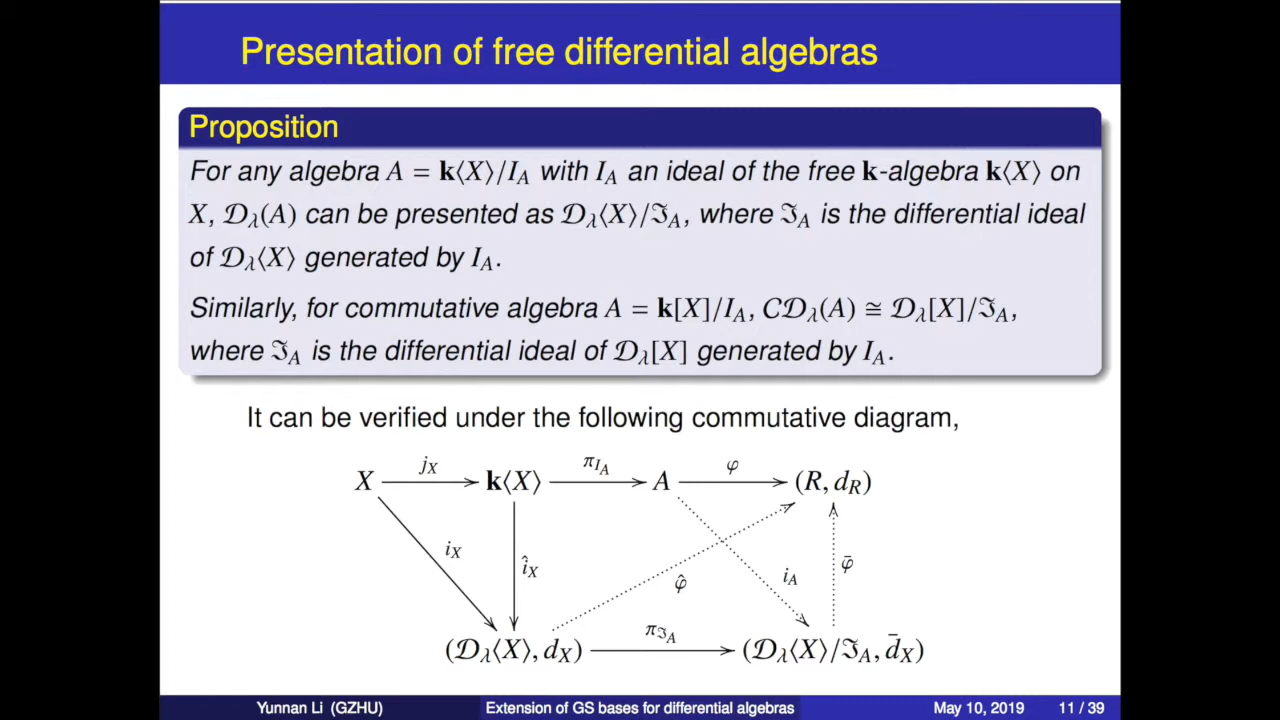 Presentation of free differential algebras
Proposition
For any algebra A = k⟨X⟩/I_A with I_A an ideal of the free k-algebra k⟨X⟩ on
X, 𝒟_λ(A) can be presented as 𝒟_λ⟨X⟩/ℑ_A, where ℑ_A is the differential ideal
of 𝒟_λ⟨X⟩ generated by I_A.
Similarly, for commutative algebra A = k[X]/I_A, C𝒟_λ(A) ≅ 𝒟_λ[X]/ℑ_A,
where ℑ_A is the differential ideal of 𝒟_λ[X] generated by I_A.
It can be verified under the following commutative diagram,
j_X π_{I_A} φ
X k⟨X⟩ A (R, d_R)
i_X î_X φ̂ i_A φ̄
π_{ℑ_A}
(𝒟_λ⟨X⟩, d_X) (𝒟_λ⟨X⟩/ℑ_A, d̄_X)
Yunnan Li (GZHU) Extension of GS bases for differential algebras May 10, 2019 11 / 39